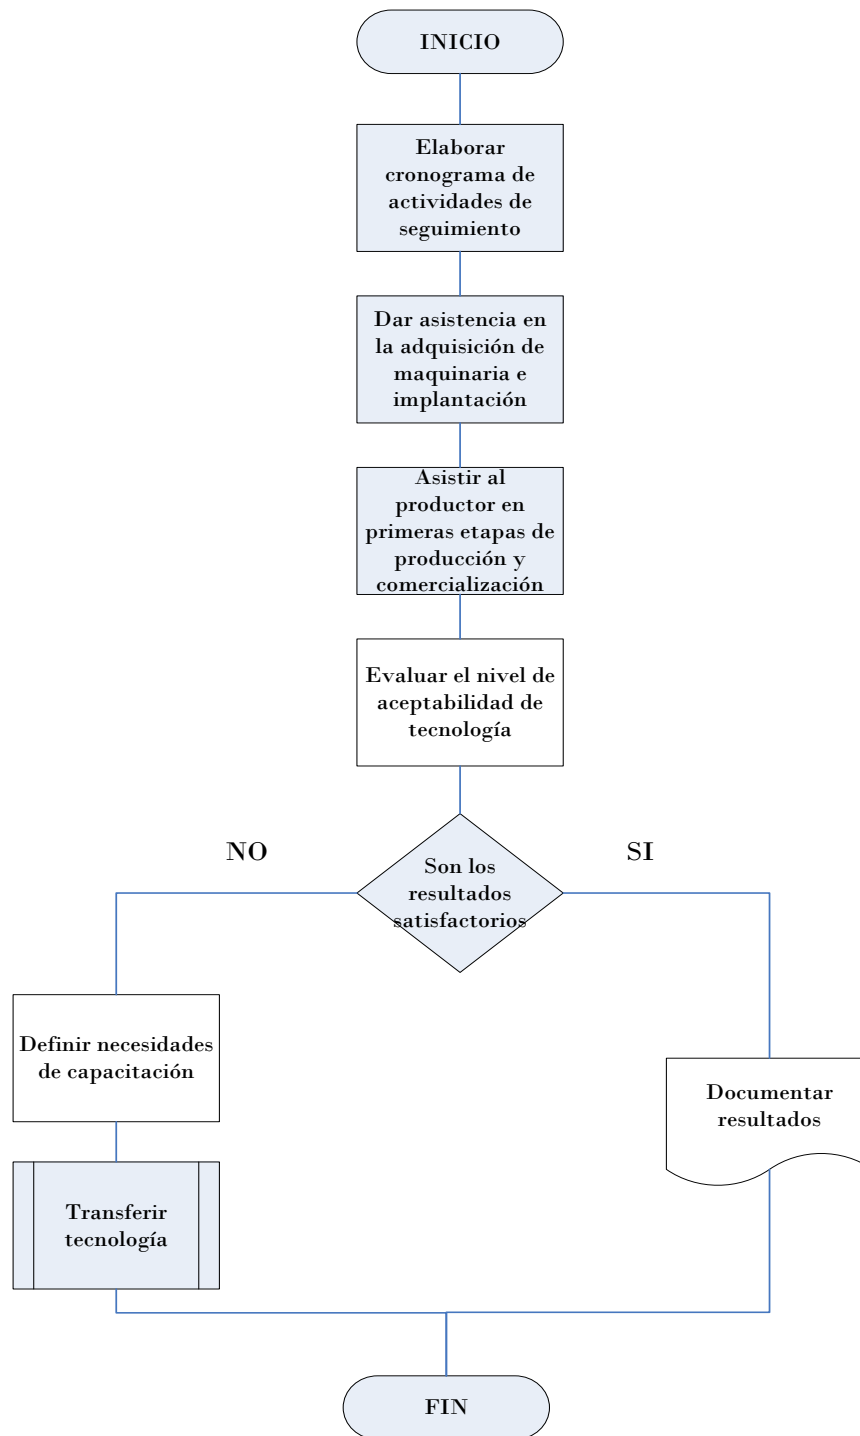 INICIO
Elaborar
cronograma de
actividades de
seguimiento
Dar asistencia en
la adquisición de
maquinaria e
implantación
Asistir al
productor en
primeras etapas de
producción y
comercialización
Evaluar el nivel de
aceptabilidad de
tecnología
NO
SI
Son los
resultados
satisfactorios
Definir necesidades
de capacitación
Documentar
resultados
Transferir
tecnología
FIN